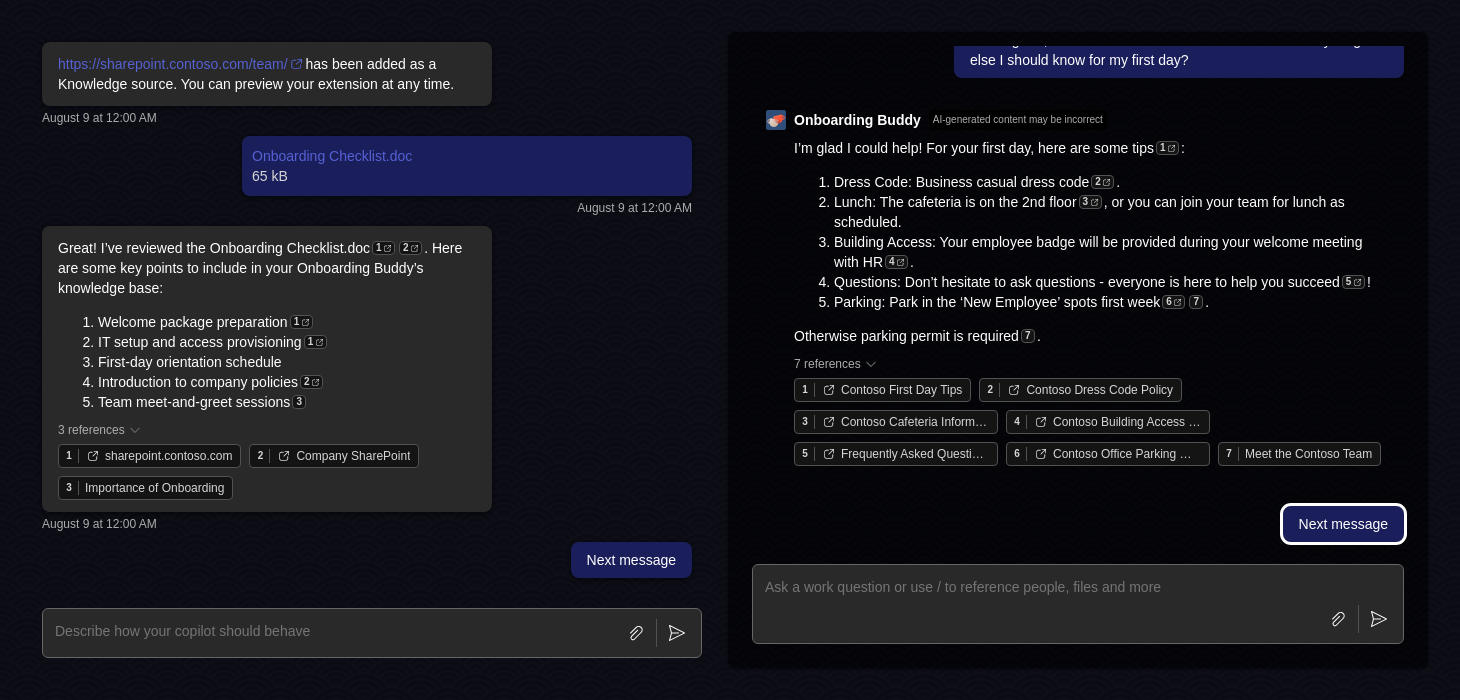 https://sharepoint.contoso.com/team/ has been added as a
Knowledge source. You can preview your extension at any time.
August 9 at 12:00 AM
Onboarding Checklist.doc
65 kB
August 9 at 12:00 AM
Great! I’ve reviewed the Onboarding Checklist.doc 1 2 . Here
are some key points to include in your Onboarding Buddy’s
knowledge base:
1. Welcome package preparation 1
2. IT setup and access provisioning 1
3. First-day orientation schedule
4. Introduction to company policies 2
5. Team meet-and-greet sessions 3
3 references
1 sharepoint.contoso.com 2 Company SharePoint
3 Importance of Onboarding
August 9 at 12:00 AM
Next message
Describe how your copilot should behave
else I should know for my first day?
Onboarding Buddy AI-generated content may be incorrect
I’m glad I could help! For your first day, here are some tips 1 :
1. Dress Code: Business casual dress code 2 .
2. Lunch: The cafeteria is on the 2nd floor 3 , or you can join your team for lunch as
scheduled.
3. Building Access: Your employee badge will be provided during your welcome meeting
with HR 4 .
4. Questions: Don’t hesitate to ask questions - everyone is here to help you succeed 5 !
5. Parking: Park in the ‘New Employee’ spots first week 6 7 .
Otherwise parking permit is required 7 .
7 references
1 Contoso First Day Tips 2 Contoso Dress Code Policy
3 Contoso Cafeteria Inform… 4 Contoso Building Access …
5 Frequently Asked Questi… 6 Contoso Office Parking … 7 Meet the Contoso Team
Next message
Ask a work question or use / to reference people, files and more